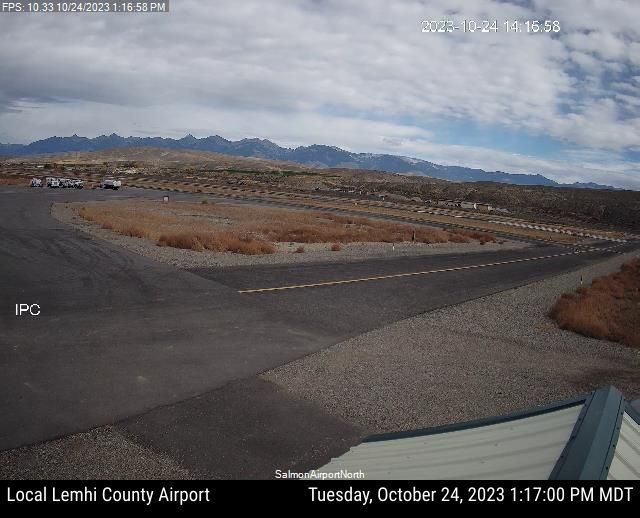 FPS: 10.33 10/24/2023 1:16:58 PM
2023-10-24 14:15:58
IPC
SalmonAirportNorth
Local Lemhi County Airport
Tuesday, October 24, 2023 1:17:00 PM MDT